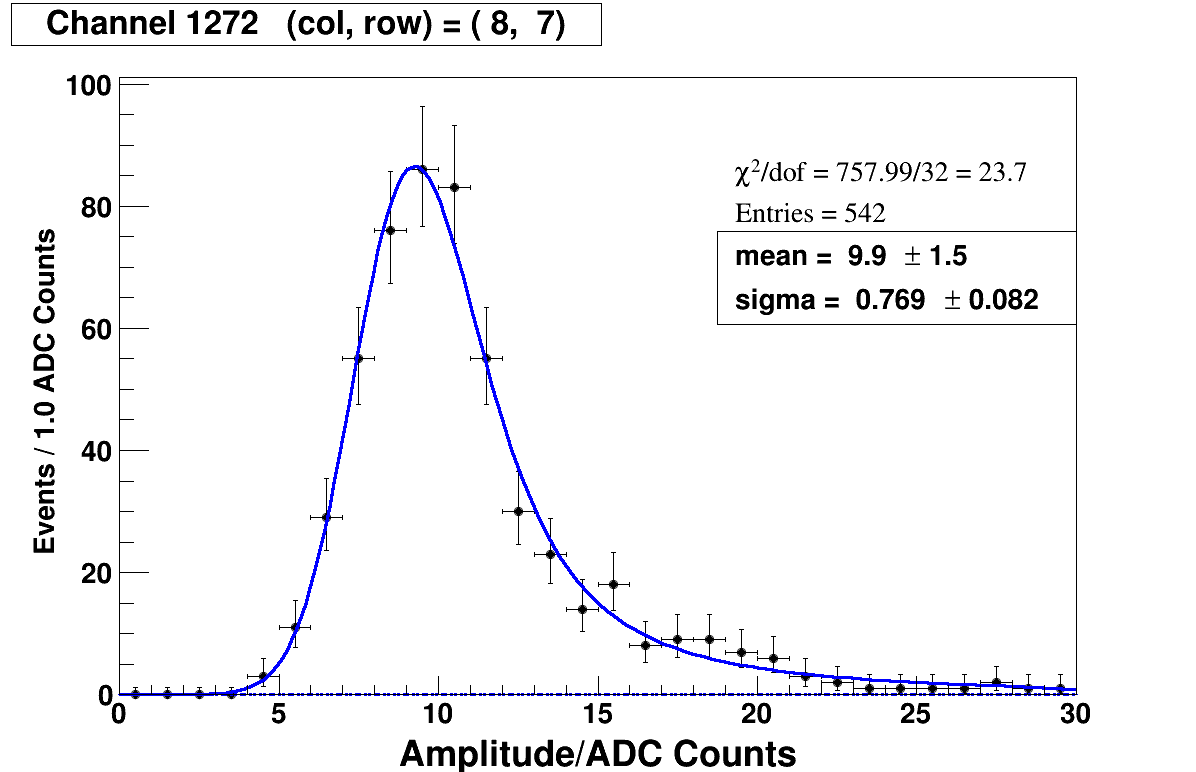 Channel 1272 (col, row) = ( 8, 7)
100
80
60
40
20
0
Events / 1.0 ADC Counts
χ²/dof = 757.99/32 = 23.7
Entries = 542
mean = 9.9 ± 1.5
sigma = 0.769 ± 0.082
0 5 10 15 20 25 30
Amplitude/ADC Counts